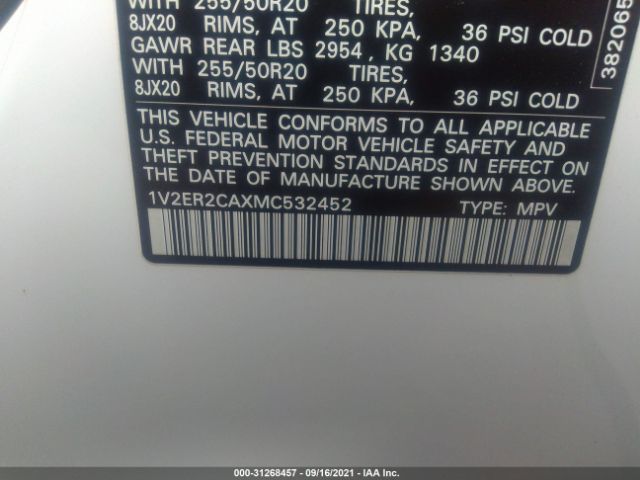 WITH 255/50R20 TIRES,
8JX20 RIMS, AT 250 KPA, 36 PSI COLD
GAWR REAR LBS 2954, KG 1340
WITH 255/50R20 TIRES,
8JX20 RIMS, AT 250 KPA, 36 PSI COLD
THIS VEHICLE CONFORMS TO ALL APPLICABLE
U.S. FEDERAL MOTOR VEHICLE SAFETY AND
THEFT PREVENTION STANDARDS IN EFFECT ON
THE DATE OF MANUFACTURE SHOWN ABOVE.
1V2ER2CAXMC532452 TYPE: MPV
382065
000-31268457 - 09/16/2021 - IAA Inc.